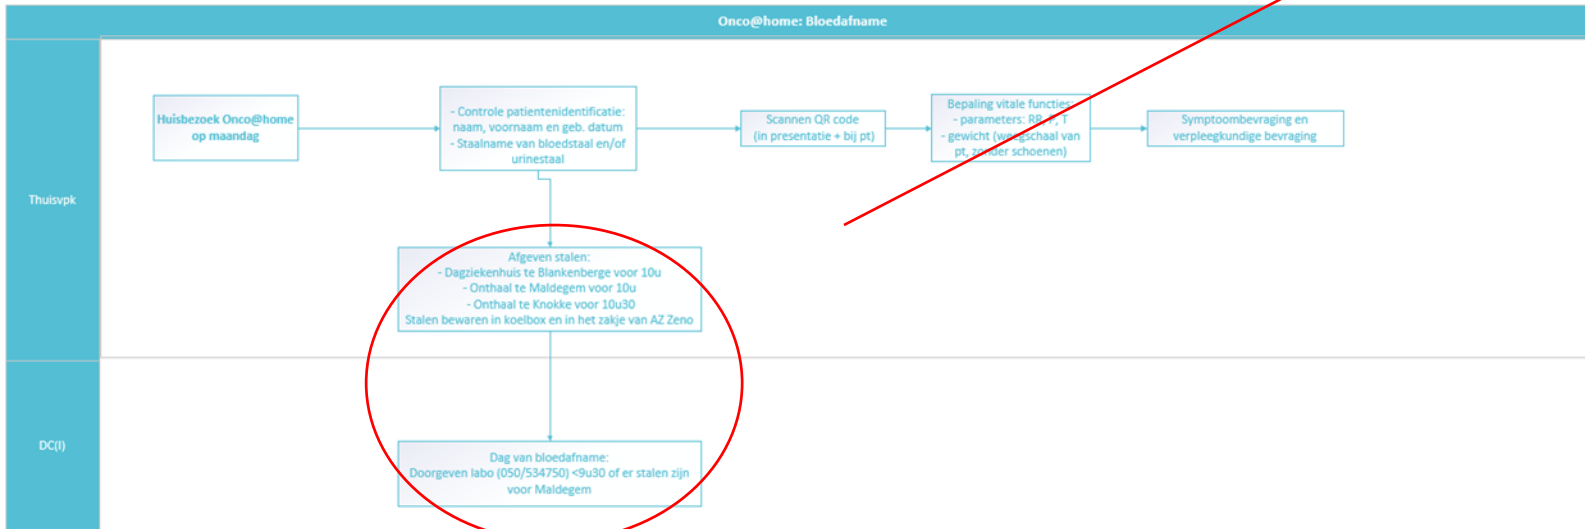 Onco@home: Bloedafname
Thuisvpk
Huisbezoek Onco@home
op maandag
- Controle patientenidentificatie:
naam, voornaam en geb. datum
- Staalname van bloedstaal en/of
urinestaal
Scannen QR code
(in presentatie + bij pt)
Bepaling vitale functies:
- parameters: RR, P, T
- gewicht (weegschaal van
pt, zonder schoenen)
Symptoombevraging en
verpleegkundige bevraging
Afgeven stalen:
- Dagziekenhuis te Blankenberge voor 10u
- Onthaal te Maldegem voor 10u
- Onthaal te Knokke voor 10u30
Stalen bewaren in koelbox en in het zakje van AZ Zeno
DC(I)
Dag van bloedafname:
Doorgeven labo (050/534750) <9u30 of er stalen zijn
voor Maldegem